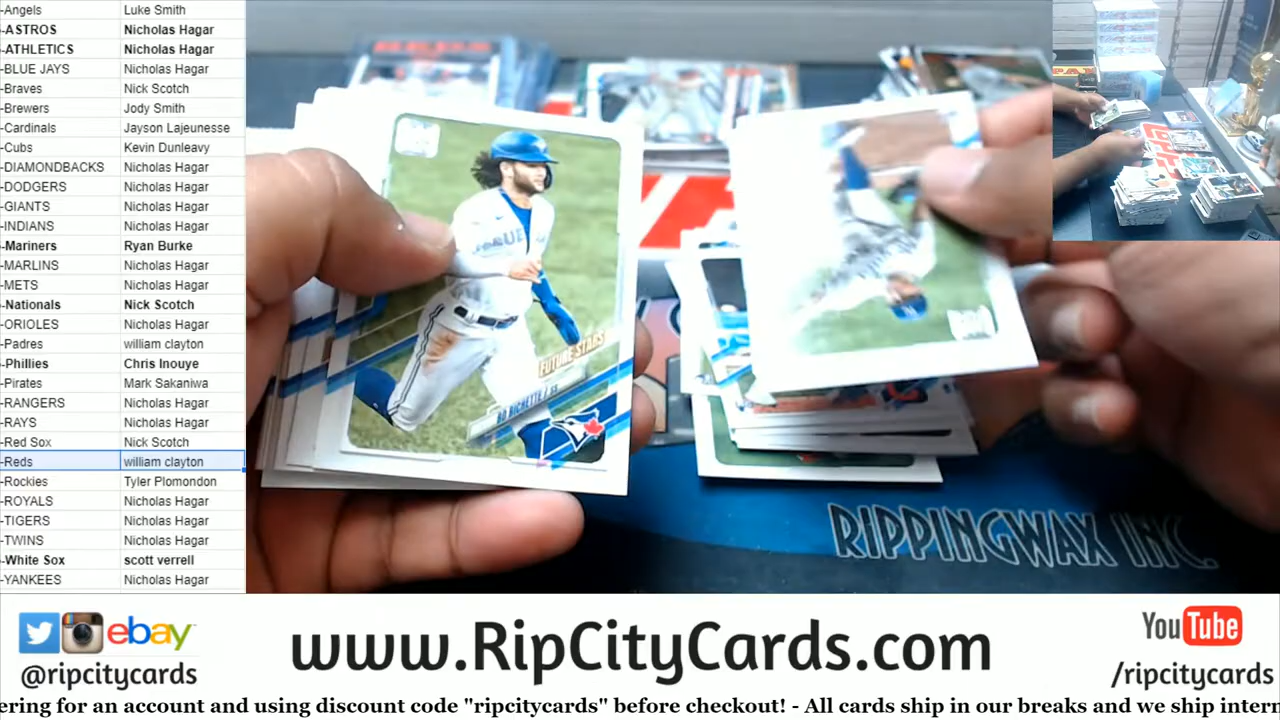 -Angels Luke Smith
-ASTROS Nicholas Hagar
-ATHLETICS Nicholas Hagar
-BLUE JAYS Nicholas Hagar
-Braves Nick Scotch
-Brewers Jody Smith
-Cardinals Jayson Lajeunesse
-Cubs Kevin Dunleavy
-DIAMONDBACKS Nicholas Hagar
-DODGERS Nicholas Hagar
-GIANTS Nicholas Hagar
-INDIANS Nicholas Hagar
-Mariners Ryan Burke
-MARLINS Nicholas Hagar
-METS Nicholas Hagar
-Nationals Nick Scotch
-ORIOLES Nicholas Hagar
-Padres william clayton
-Phillies Chris Inouye
-Pirates Mark Sakaniwa
-RANGERS Nicholas Hagar
-RAYS Nicholas Hagar
-Red Sox Nick Scotch
-Reds william clayton
-Rockies Tyler Plomondon
-ROYALS Nicholas Hagar
-TIGERS Nicholas Hagar
-TWINS Nicholas Hagar
-White Sox scott verrell
-YANKEES Nicholas Hagar
FUTURE STARS
BO BICHETTE / SS
RIPPINGWAX INC.
ebay
@ripcitycards
www.RipCityCards.com
YouTube
/ripcitycards
ering for an account and using discount code "ripcitycards" before checkout! - All cards ship in our breaks and we ship intern